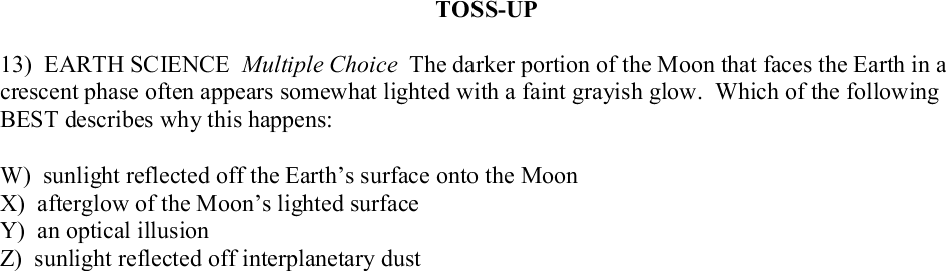 TOSS-UP
13) EARTH SCIENCE Multiple Choice The darker portion of the Moon that faces the Earth in a
crescent phase often appears somewhat lighted with a faint grayish glow. Which of the following
BEST describes why this happens:
W) sunlight reflected off the Earth's surface onto the Moon
X) afterglow of the Moon's lighted surface
Y) an optical illusion
Z) sunlight reflected off interplanetary dust